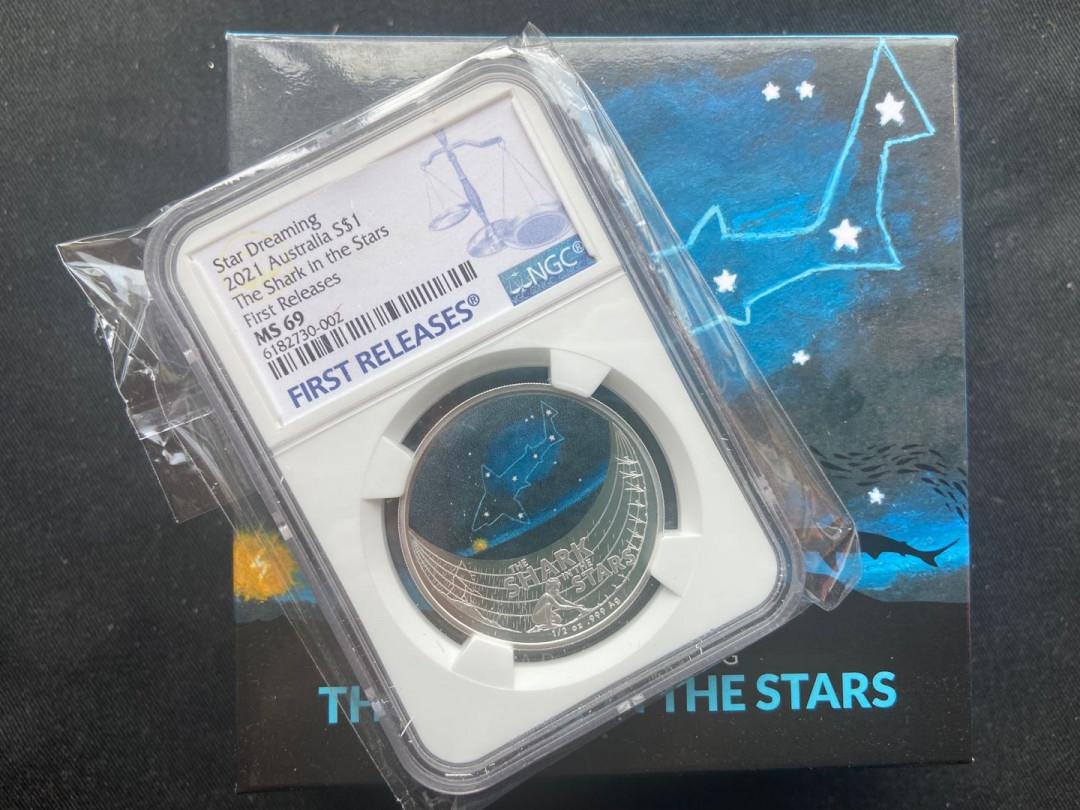 Star Dreaming
2021 Australia S$1
The Shark in the Stars
First Releases
MS 69
6182730-002
NGC®
FIRST RELEASES®
THE
SHARK
IN THE
STARS
1/2 oz .999 Ag
G
TH
THE STARS